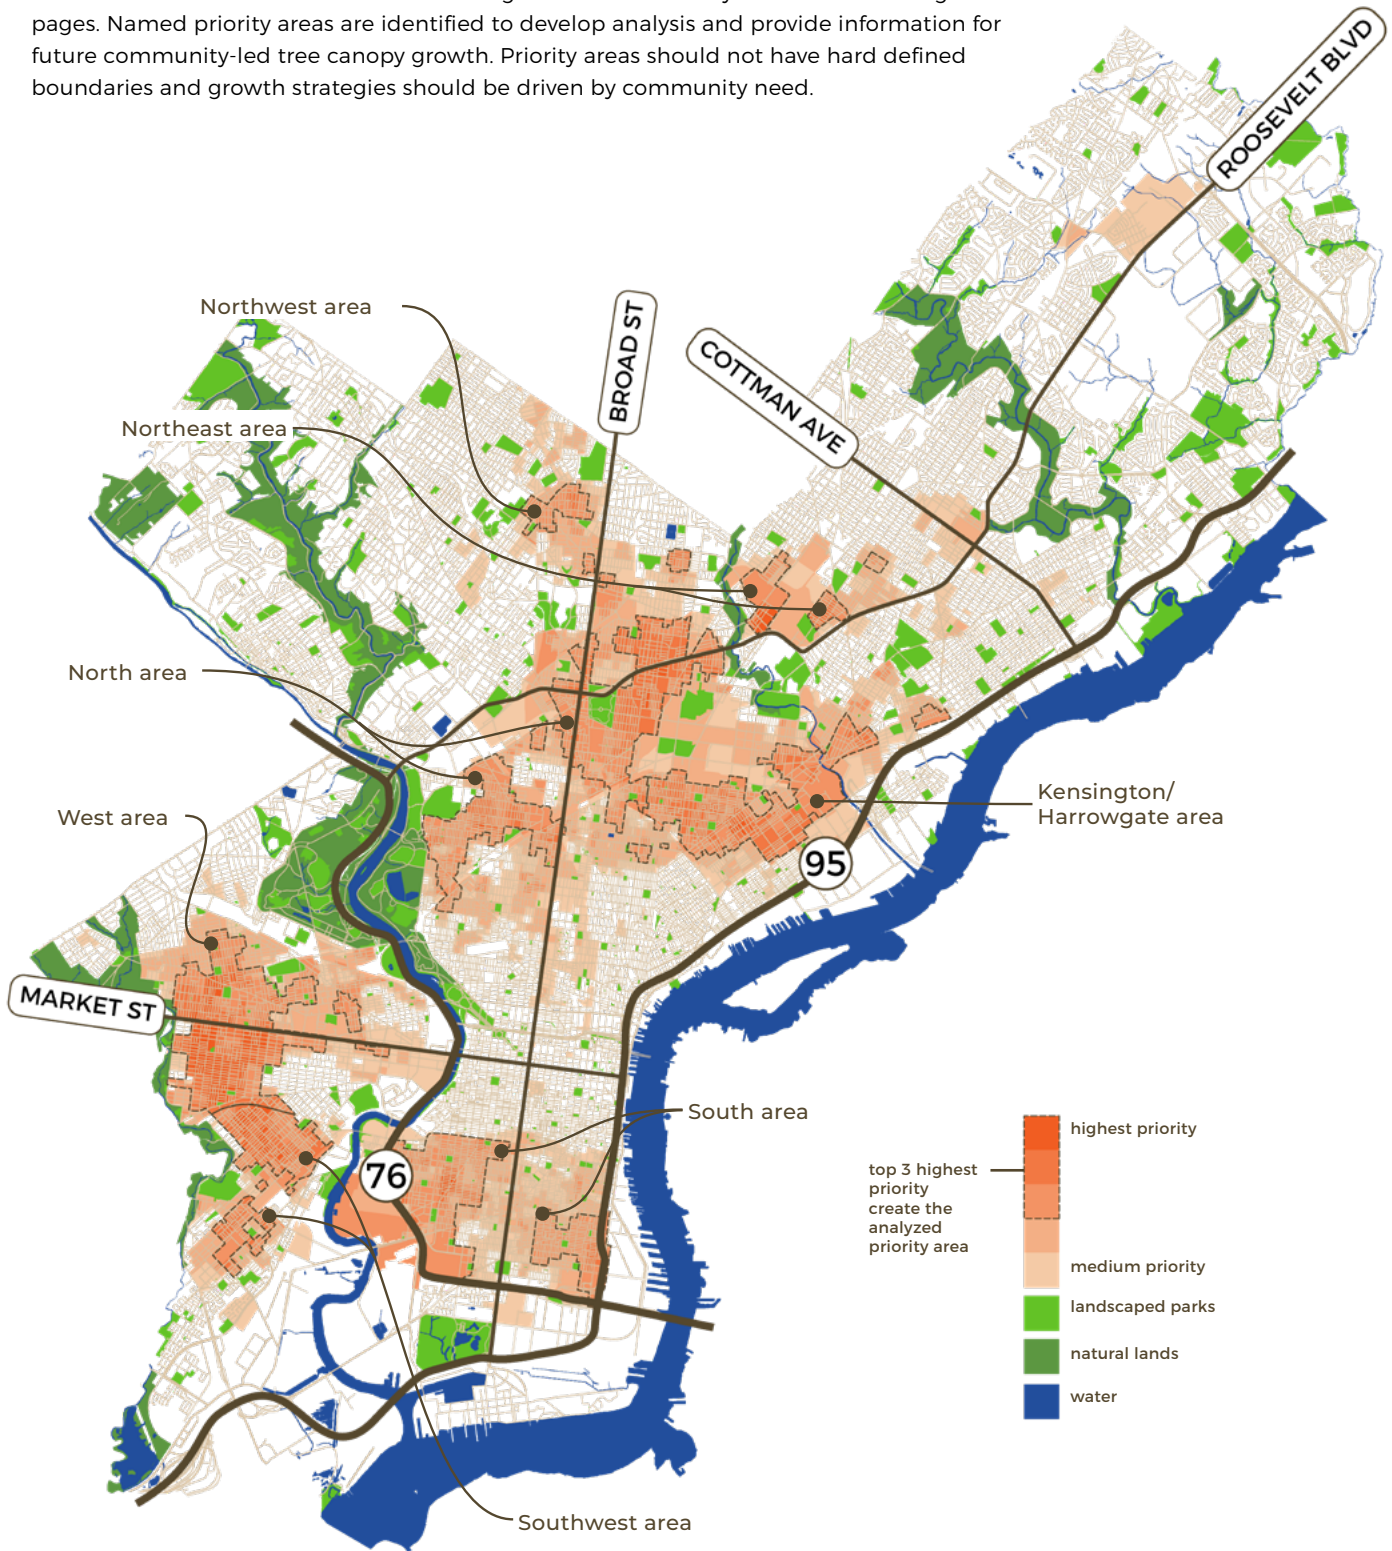 pages. Named priority areas are identified to develop analysis and provide information for
future community-led tree canopy growth. Priority areas should not have hard defined
boundaries and growth strategies should be driven by community need.
ROOSEVELT BLVD
Northwest area
BROAD ST
COTTMAN AVE
Northeast area
North area
West area
Kensington/
Harrowgate area
95
MARKET ST
South area
76
highest priority
top 3 highest
priority
create the
analyzed
priority area
medium priority
landscaped parks
natural lands
water
Southwest area